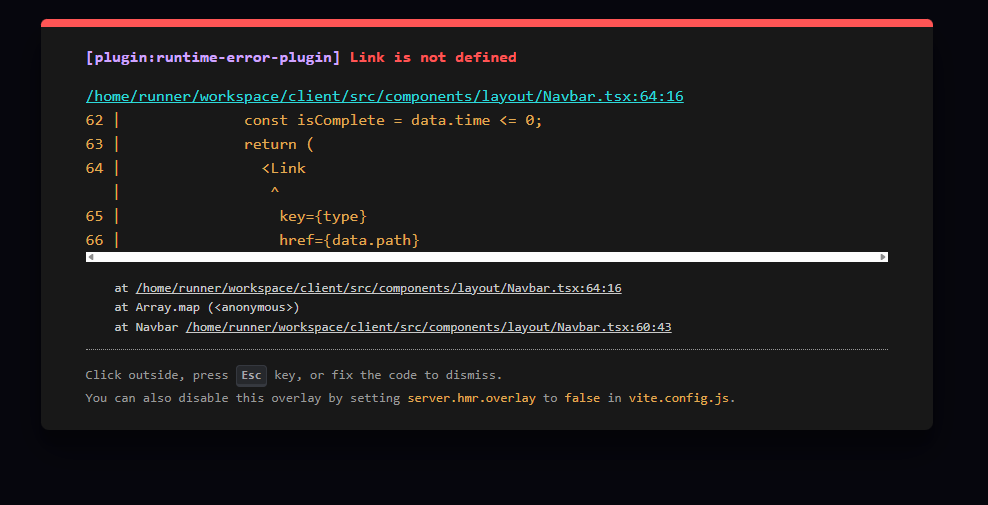 [plugin:runtime-error-plugin] Link is not defined
/home/runner/workspace/client/src/components/layout/Navbar.tsx:64:16
62 |              const isComplete = data.time <= 0;
63 |              return (
64 |                <Link
   |                 ^
65 |                  key={type}
66 |                  href={data.path}
at /home/runner/workspace/client/src/components/layout/Navbar.tsx:64:16
at Array.map (<anonymous>)
at Navbar /home/runner/workspace/client/src/components/layout/Navbar.tsx:60:43
Click outside, press Esc key, or fix the code to dismiss.
You can also disable this overlay by setting server.hmr.overlay to false in vite.config.js.